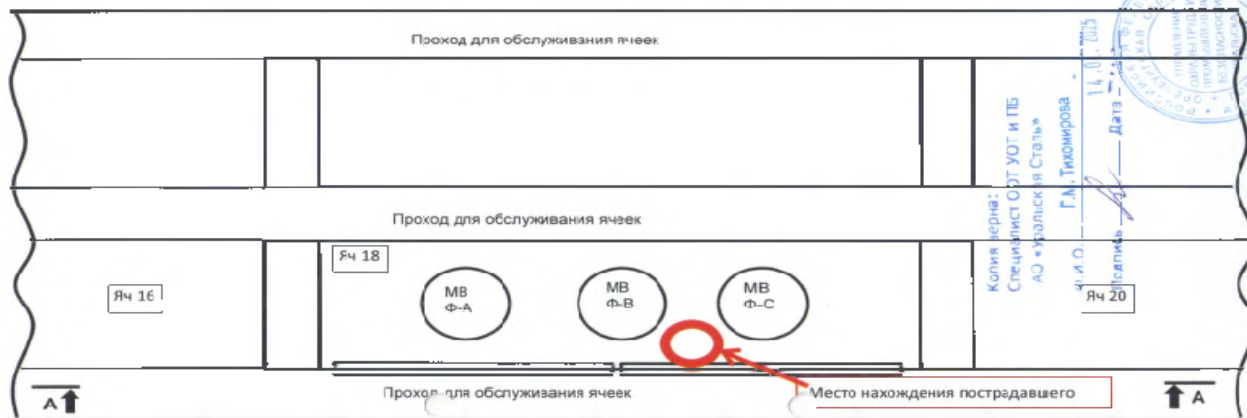 Проход для обслуживания ячеек
Проход для обслуживания ячеек
Яч 18
МВ
Ф-А
МВ
Ф-В
МВ
Ф-С
Яч 16
Яч 20
А
Проход для обслуживания ячеек
Место нахождения пострадавшего
А
Копия верна:
Специалист ООТ УОТ и ПБ
АО «Уральская Сталь»
Ф.И.О. Г.М. Тихомирова
Подпись Дата